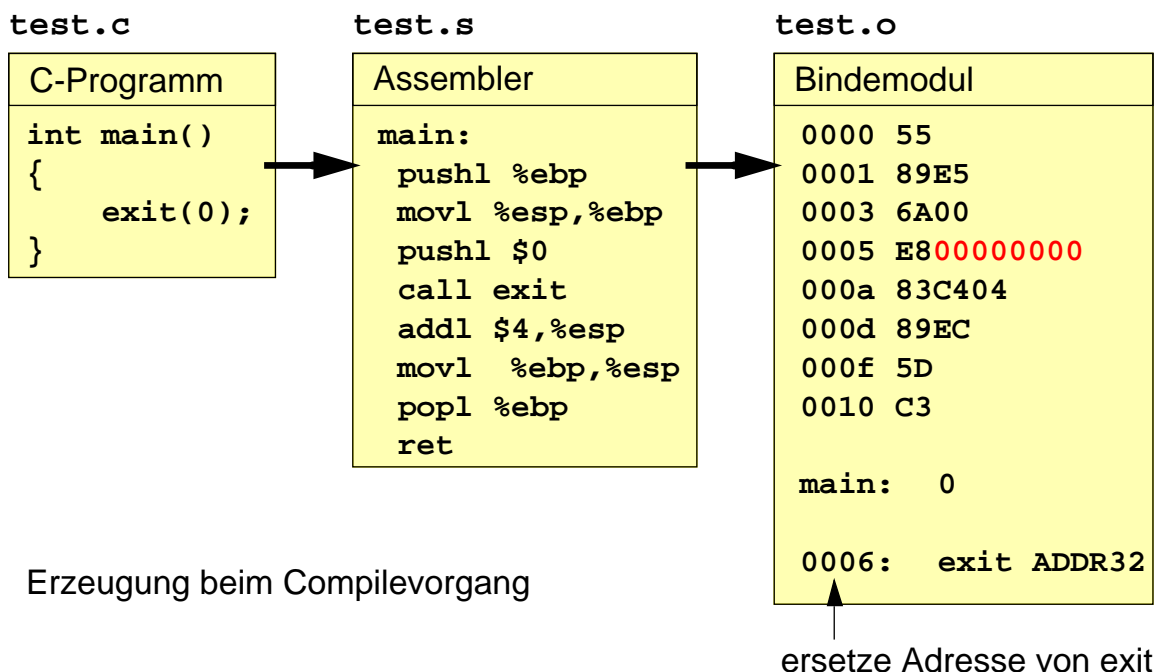 test.c
C-Programm
int main()
{
exit(0);
}
test.s
Assembler
main:
pushl %ebp
movl %esp,%ebp
pushl $0
call exit
addl $4,%esp
movl %ebp,%esp
popl %ebp
ret
test.o
Bindemodul
0000 55
0001 89E5
0003 6A00
0005 E800000000
000a 83C404
000d 89EC
000f 5D
0010 C3
main: 0
0006: exit ADDR32
Erzeugung beim Compilevorgang
ersetze Adresse von exit